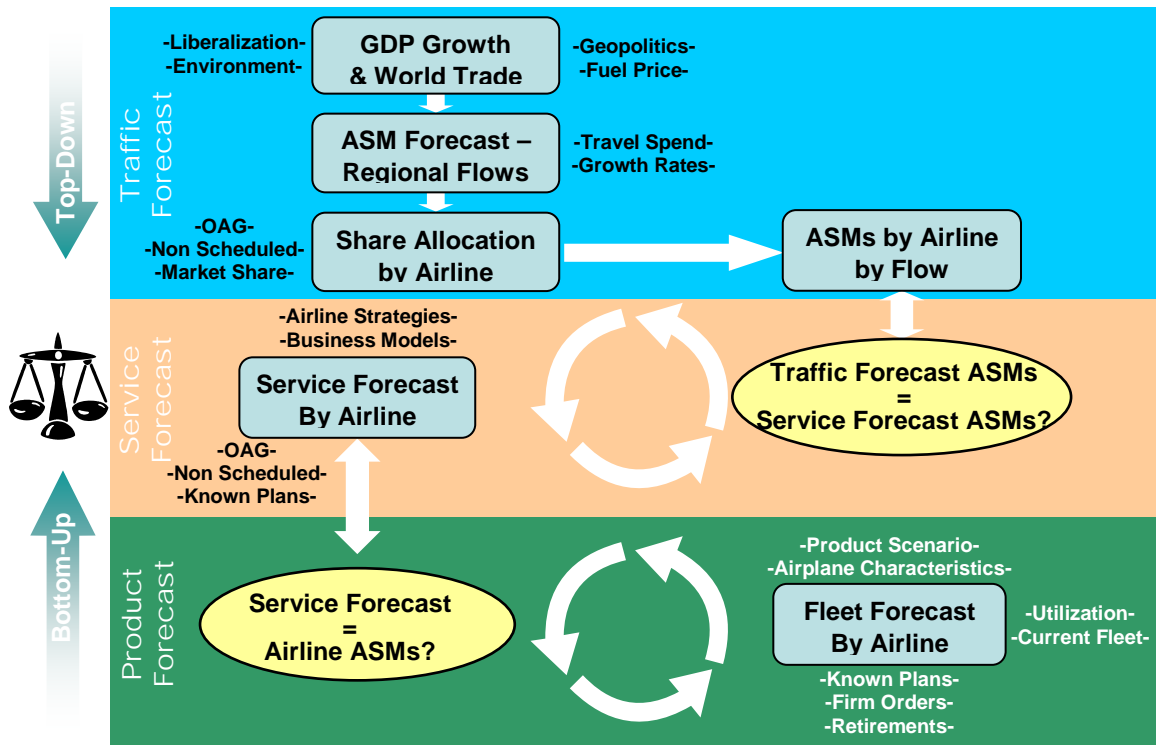 Top-Down
Traffic
Forecast
-Liberalization-
-Environment-
GDP Growth
& World Trade
-Geopolitics-
-Fuel Price-
ASM Forecast –
Regional Flows
-Travel Spend-
-Growth Rates-
-OAG-
-Non Scheduled-
-Market Share-
Share Allocation
by Airline
ASMs by Airline
by Flow
Service
Forecast
-Airline Strategies-
-Business Models-
Service Forecast
By Airline
-OAG-
-Non Scheduled-
-Known Plans-
Traffic Forecast ASMs
=
Service Forecast ASMs?
Bottom-Up
Product
Forecast
Service Forecast
=
Airline ASMs?
-Product Scenario-
-Airplane Characteristics-
Fleet Forecast
By Airline
-Utilization-
-Current Fleet-
-Known Plans-
-Firm Orders-
-Retirements-